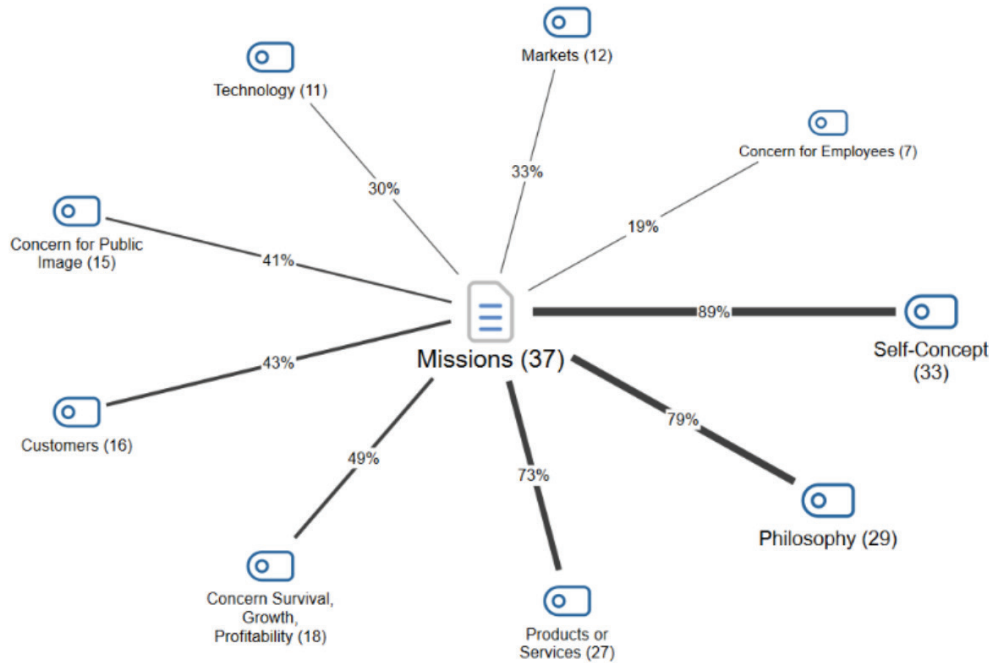 Markets (12)
Technology (11)
Concern for Employees (7)
33%
30%
19%
Concern for Public
Image (15)
41%
89%
Self-Concept
(33)
Missions (37)
43%
Customers (16)
79%
49%
73%
Philosophy (29)
Concern Survival,
Growth,
Profitability (18)
Products or
Services (27)